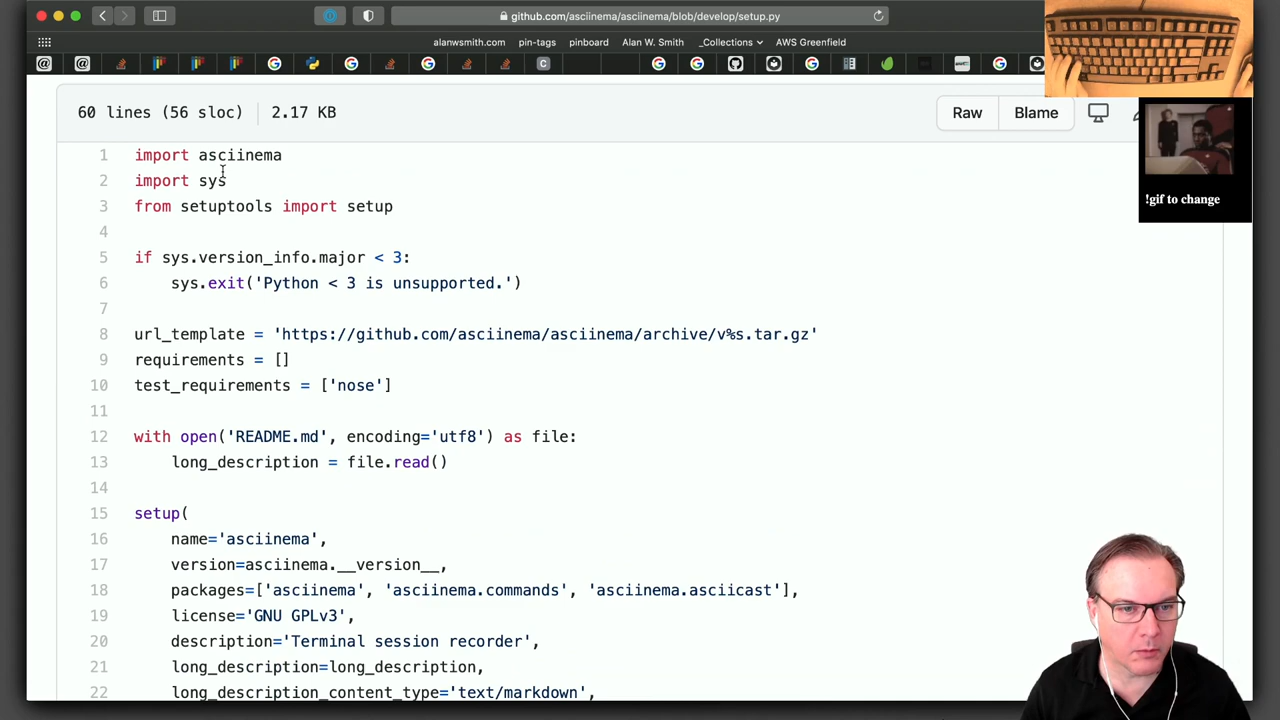 github.com/asciinema/asciinema/blob/develop/setup.py
alanwsmith.com pin-tags pinboard Alan W. Smith _Collections AWS Greenfield
60 lines (56 sloc) 2.17 KB Raw Blame
!gif to change
1 import asciinema
2 import sys
3 from setuptools import setup
4
5 if sys.version_info.major < 3:
6 sys.exit('Python < 3 is unsupported.')
7
8 url_template = 'https://github.com/asciinema/asciinema/archive/v%s.tar.gz'
9 requirements = []
10 test_requirements = ['nose']
11
12 with open('README.md', encoding='utf8') as file:
13 long_description = file.read()
14
15 setup(
16 name='asciinema',
17 version=asciinema.__version__,
18 packages=['asciinema', 'asciinema.commands', 'asciinema.asciicast'],
19 license='GNU GPLv3',
20 description='Terminal session recorder',
21 long_description=long_description,
22 long_description_content_type='text/markdown',